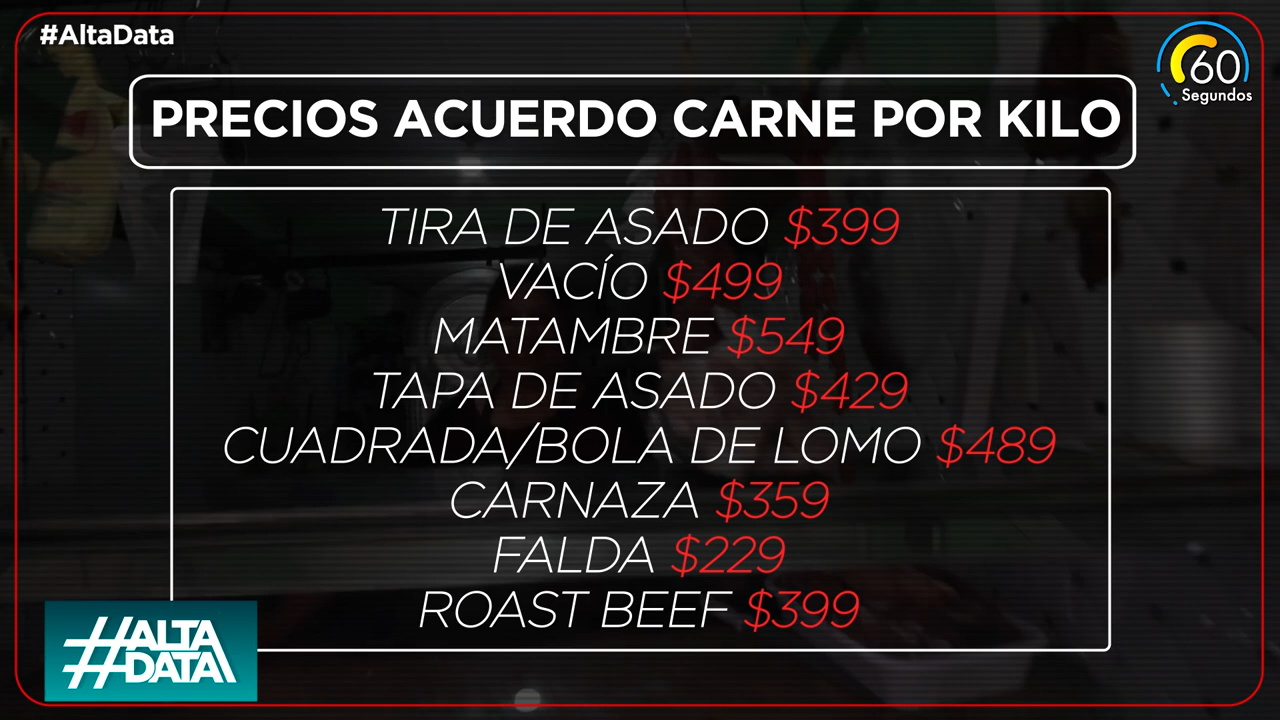 #AltaData
60
Segundos
PRECIOS ACUERDO CARNE POR KILO
TIRA DE ASADO $399
VACÍO $499
MATAMBRE $549
TAPA DE ASADO $429
CUADRADA/BOLA DE LOMO $489
CARNAZA $359
FALDA $229
ROAST BEEF $399
#ALTA
DATA